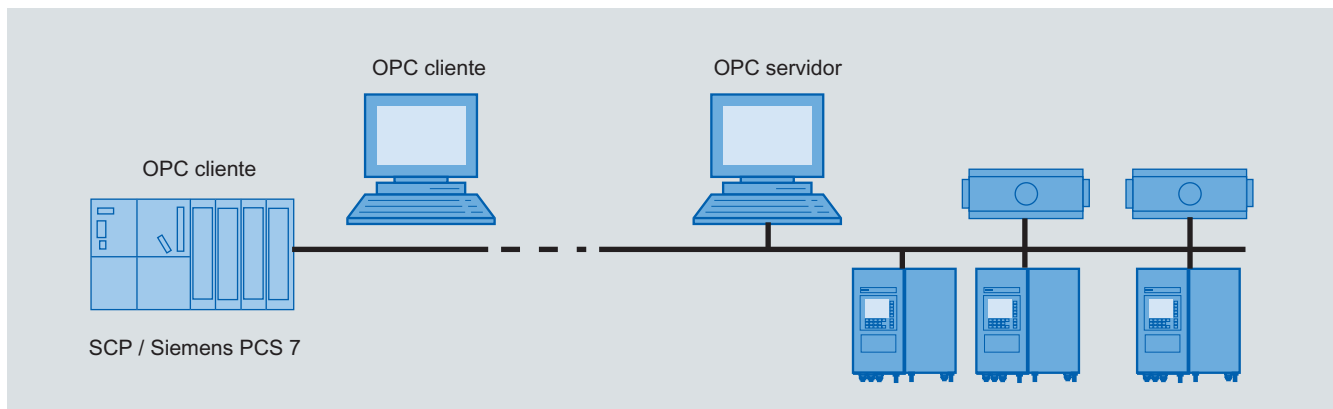 OPC cliente
OPC servidor
OPC cliente
SCP / Siemens PCS 7